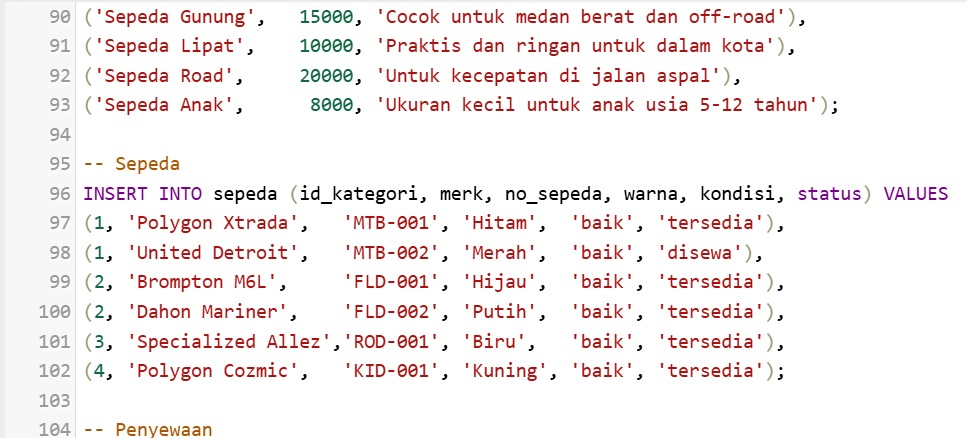 90 ('Sepeda Gunung',   15000, 'Cocok untuk medan berat dan off-road'),
91 ('Sepeda Lipat',    10000, 'Praktis dan ringan untuk dalam kota'),
92 ('Sepeda Road',     20000, 'Untuk kecepatan di jalan aspal'),
93 ('Sepeda Anak',      8000, 'Ukuran kecil untuk anak usia 5-12 tahun');
94
95 -- Sepeda
96 INSERT INTO sepeda (id_kategori, merk, no_sepeda, warna, kondisi, status) VALUES
97 (1, 'Polygon Xtrada',   'MTB-001', 'Hitam',  'baik', 'tersedia'),
98 (1, 'United Detroit',   'MTB-002', 'Merah',  'baik', 'disewa'),
99 (2, 'Brompton M6L',     'FLD-001', 'Hijau',  'baik', 'tersedia'),
100 (2, 'Dahon Mariner',    'FLD-002', 'Putih',  'baik', 'tersedia'),
101 (3, 'Specialized Allez','ROD-001', 'Biru',   'baik', 'tersedia'),
102 (4, 'Polygon Cozmic',   'KID-001', 'Kuning', 'baik', 'tersedia');
103
104 -- Penyewaan